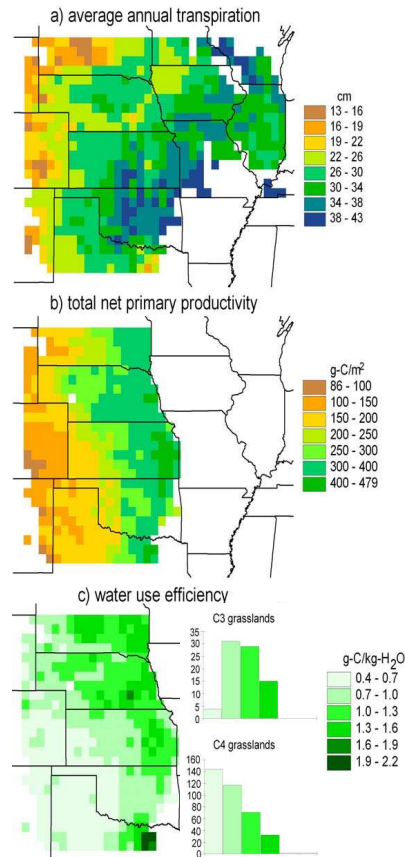 a) average annual transpiration
cm
13 - 16
16 - 19
19 - 22
22 - 26
26 - 30
30 - 34
34 - 38
38 - 43
b) total net primary productivity
g-C/m²
86 - 100
100 - 150
150 - 200
200 - 250
250 - 300
300 - 400
400 - 479
c) water use efficiency
C3 grasslands
35
30
25
20
15
10
5
0
g-C/kg-H₂O
0.4 - 0.7
0.7 - 1.0
1.0 - 1.3
1.3 - 1.6
1.6 - 1.9
1.9 - 2.2
C4 grasslands
160
140
120
100
80
60
40
20
0